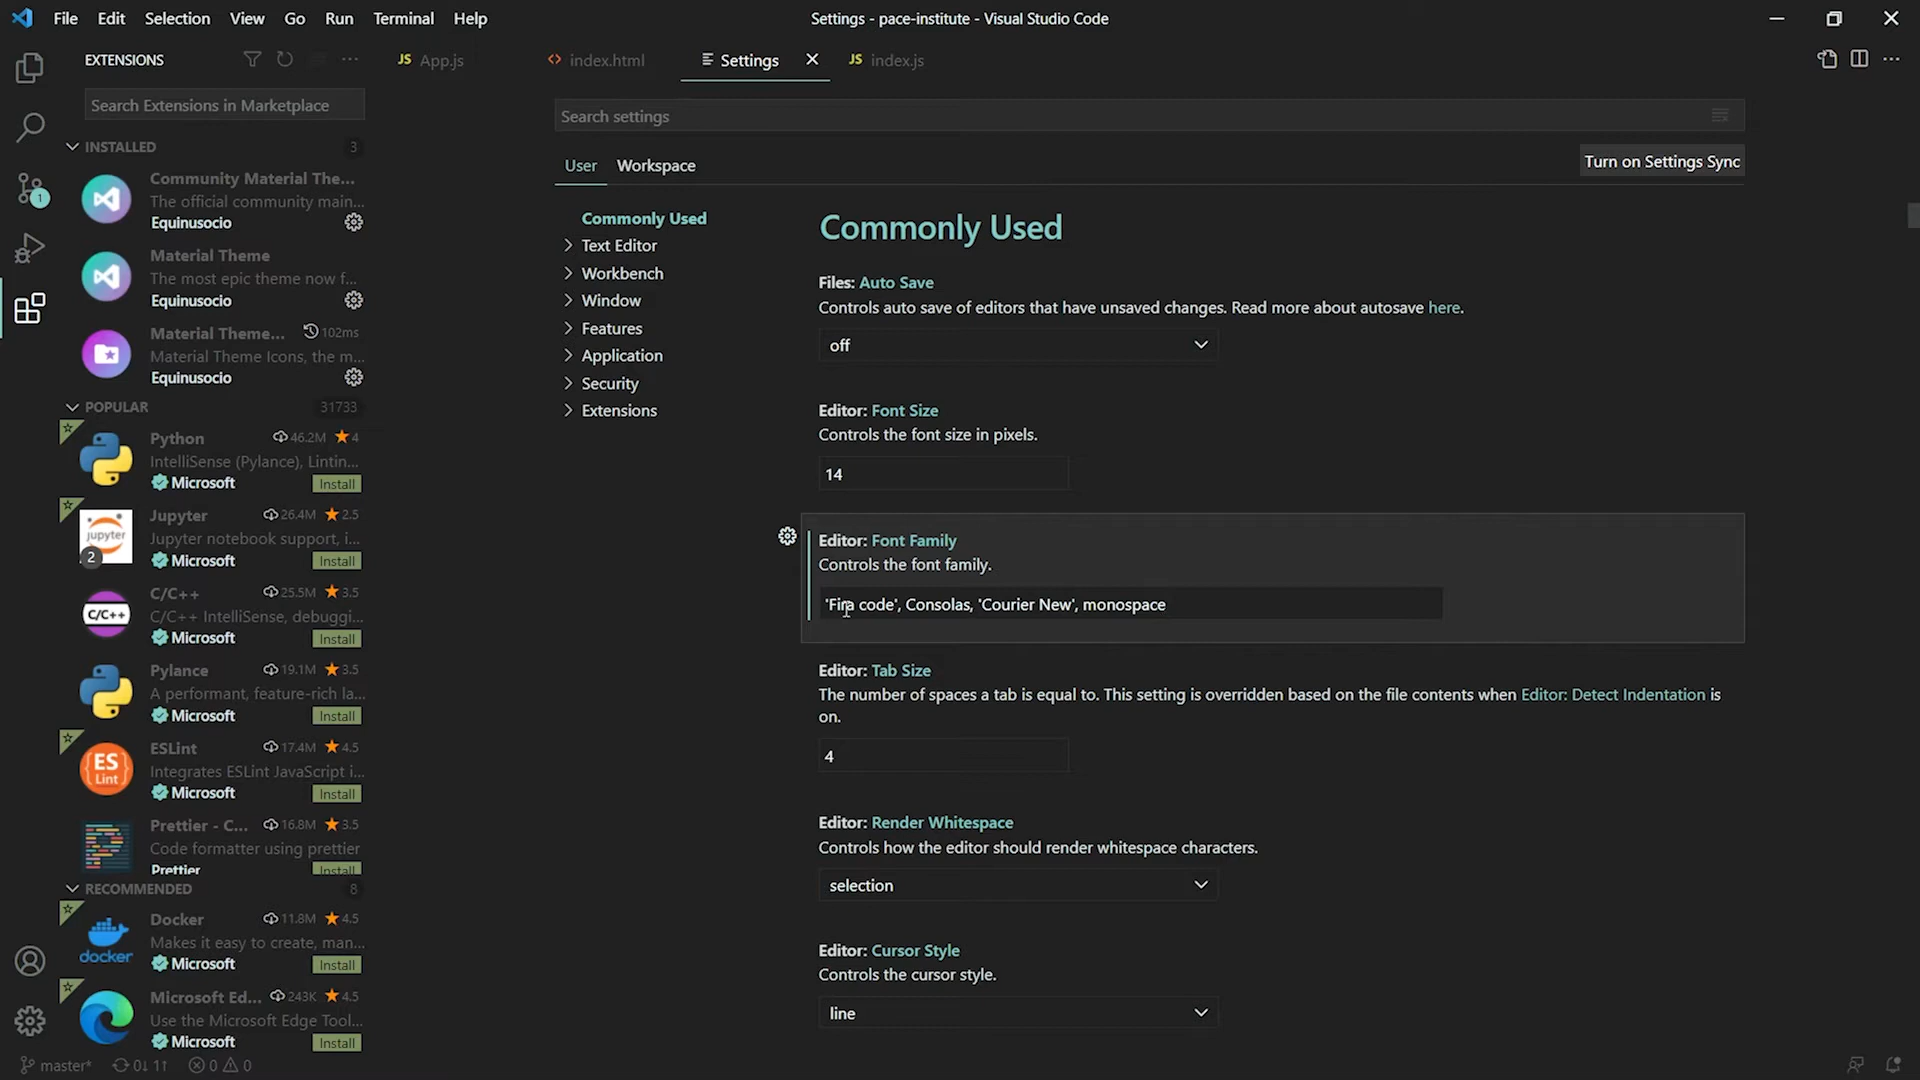 File Edit Selection View Go Run Terminal Help
Settings - pace-institute - Visual Studio Code
EXTENSIONS
Search Extensions in Marketplace
INSTALLED 3
Community Material The...
The official community main...
Equinusocio
Material Theme
The most epic theme now f...
Equinusocio
Material Theme... 102ms
Material Theme Icons, the m...
Equinusocio
POPULAR 31733
Python 46.2M 4
IntelliSense (Pylance), Lintin...
Microsoft Install
Jupyter 26.4M 2.5
jupyter
Jupyter notebook support, i...
2
Microsoft Install
C/C++ 25.5M 3.5
C/C++
C/C++ IntelliSense, debuggi...
Microsoft Install
Pylance 19.1M 3.5
A performant, feature-rich la...
Microsoft Install
ESLint 17.4M 4.5
ES
Lint
Integrates ESLint JavaScript i...
Microsoft Install
Prettier - C... 16.8M 3.5
Code formatter using prettier
Prettier Install
RECOMMENDED 8
Docker 11.8M 4.5
Makes it easy to create, man...
docker
Microsoft Install
Microsoft Ed... 243K 4.5
Use the Microsoft Edge Tool...
Microsoft Install
1
JS App.js
index.html
Settings
JS index.js
Search settings
User Workspace
Turn on Settings Sync
Commonly Used
Text Editor
Workbench
Window
Features
Application
Security
Extensions
Commonly Used
Files: Auto Save
Controls auto save of editors that have unsaved changes. Read more about autosave here.
off
Editor: Font Size
Controls the font size in pixels.
14
Editor: Font Family
Controls the font family.
'Fira code', Consolas, 'Courier New', monospace
Editor: Tab Size
The number of spaces a tab is equal to. This setting is overridden based on the file contents when Editor: Detect Indentation is
on.
4
Editor: Render Whitespace
Controls how the editor should render whitespace characters.
selection
Editor: Cursor Style
Controls the cursor style.
line
master* 0↓ 1↑ 0 0